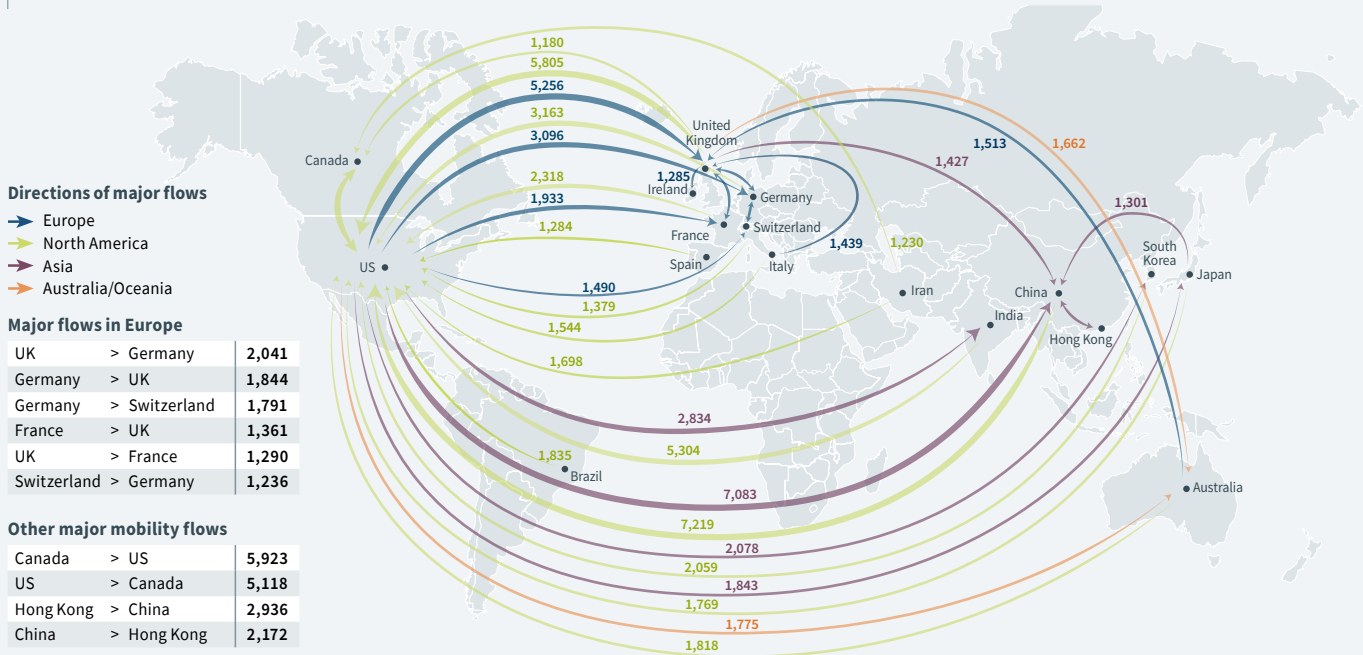 1,180
5,805
5,256
3,163
3,096
2,318
1,933
1,284
1,490
1,379
1,544
1,698
2,834
5,304
1,835
7,083
7,219
2,078
2,059
1,843
1,769
1,775
1,818
1,285
1,439
1,230
1,427
1,513
1,662
1,301
Canada
US
United
Kingdom
Ireland
Germany
France
Switzerland
Spain
Italy
Iran
India
China
Hong Kong
South
Korea
Japan
Brazil
Australia
Directions of major flows
Europe
North America
Asia
Australia/Oceania
Major flows in Europe
UK > Germany 2,041
Germany > UK 1,844
Germany > Switzerland 1,791
France > UK 1,361
UK > France 1,290
Switzerland > Germany 1,236
Other major mobility flows
Canada > US 5,923
US > Canada 5,118
Hong Kong > China 2,936
China > Hong Kong 2,172